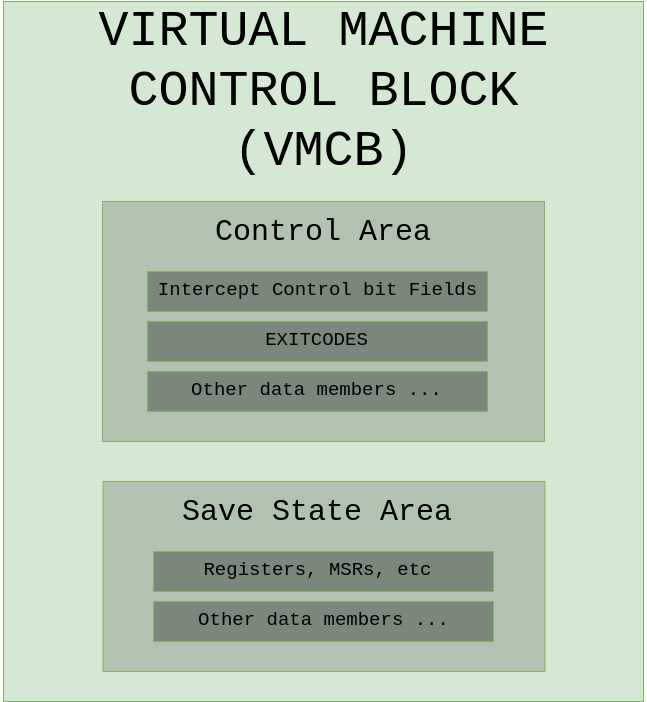 VIRTUAL MACHINE
CONTROL BLOCK
(VMCB)
Control Area
Intercept Control bit Fields
EXITCODES
Other data members ...
Save State Area
Registers, MSRs, etc
Other data members ...